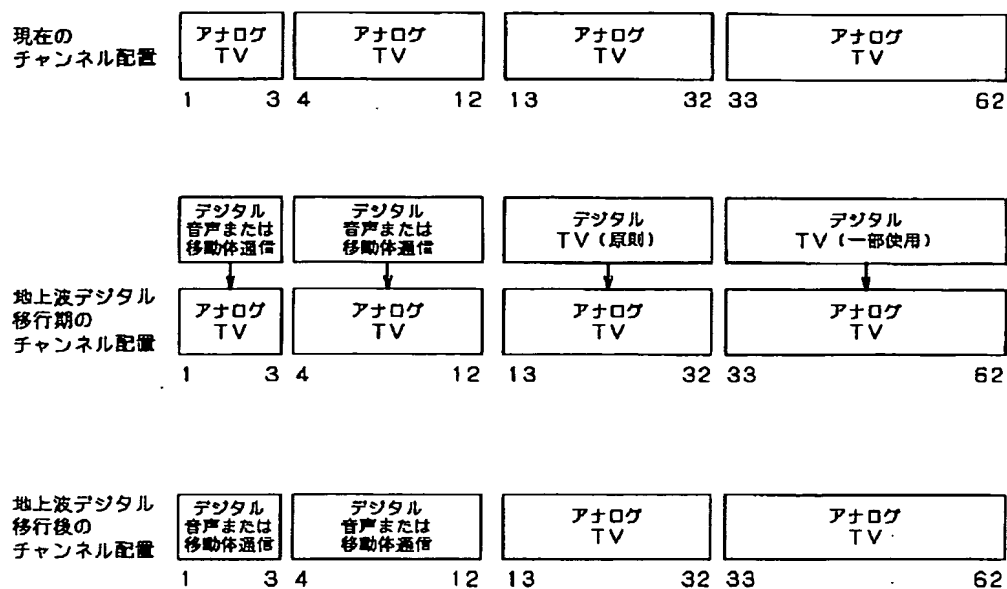 現在の
チャンネル配置
アナログ
TV
アナログ
TV
アナログ
TV
アナログ
TV
1 3 4 12 13 32 33 62
デジタル
音声または
移動体通信
デジタル
音声または
移動体通信
デジタル
TV(原則)
デジタル
TV(一部使用)
地上波デジタル
移行期の
チャンネル配置
アナログ
TV
アナログ
TV
アナログ
TV
アナログ
TV
1 3 4 12 13 32 33 62
地上波デジタル
移行後の
チャンネル配置
デジタル
音声または
移動体通信
デジタル
音声または
移動体通信
アナログ
TV
アナログ
TV
1 3 4 12 13 32 33 62